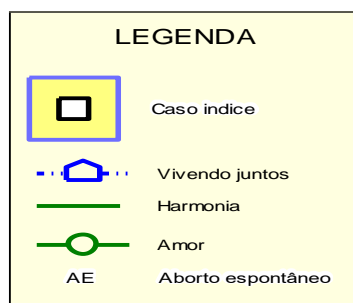 LEGENDA
Caso indice
Vivendo juntos
Harmonia
Amor
AE Aborto espontâneo